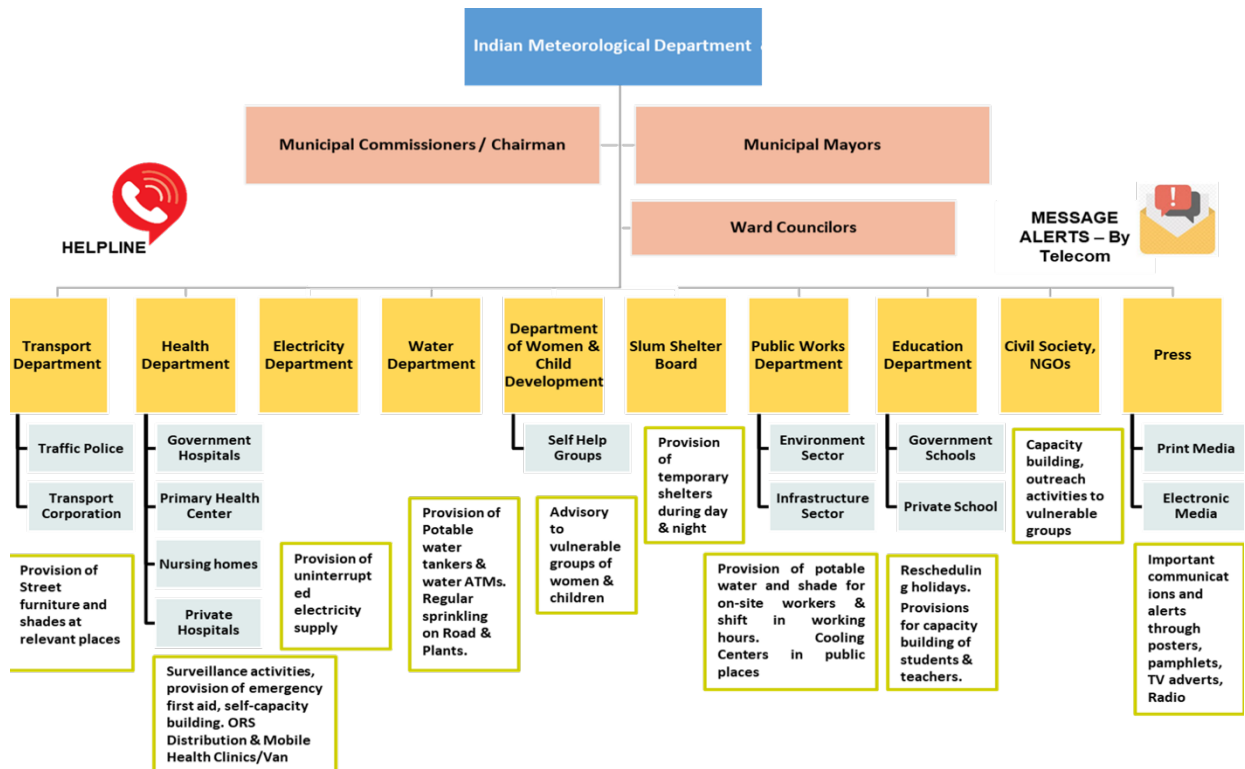 Indian Meteorological Department
Municipal Commissioners / Chairman
Municipal Mayors
HELPLINE
Ward Councilors
MESSAGE
ALERTS – By
Telecom
Transport
Department
Health
Department
Electricity
Department
Water
Department
Department
of Women &
Child
Development
Slum Shelter
Board
Public Works
Department
Education
Department
Civil Society,
NGOs
Press
Traffic Police
Transport
Corporation
Provision of
Street
furniture and
shades at
relevant places
Government
Hospitals
Primary Health
Center
Nursing homes
Private
Hospitals
Surveillance activities,
provision of emergency
first aid, self-capacity
building. ORS
Distribution & Mobile
Health Clinics/Van
Provision of
uninterrupt
ed
electricity
supply
Provision of
Potable
water
tankers &
water ATMs.
Regular
sprinkling
on Road &
Plants.
Self Help
Groups
Advisory
to
vulnerable
groups of
women &
children
Provision
of
temporary
shelters
during day
& night
Environment
Sector
Infrastructure
Sector
Provision of potable
water and shade for
on-site workers &
shift in working
hours. Cooling
Centers in public
places
Government
Schools
Private School
Reschedulin
g holidays.
Provisions
for capacity
building of
students &
teachers.
Capacity
building,
outreach
activities to
vulnerable
groups
Print Media
Electronic
Media
Important
communicat
ions and
alerts
through
posters,
pamphlets,
TV adverts,
Radio